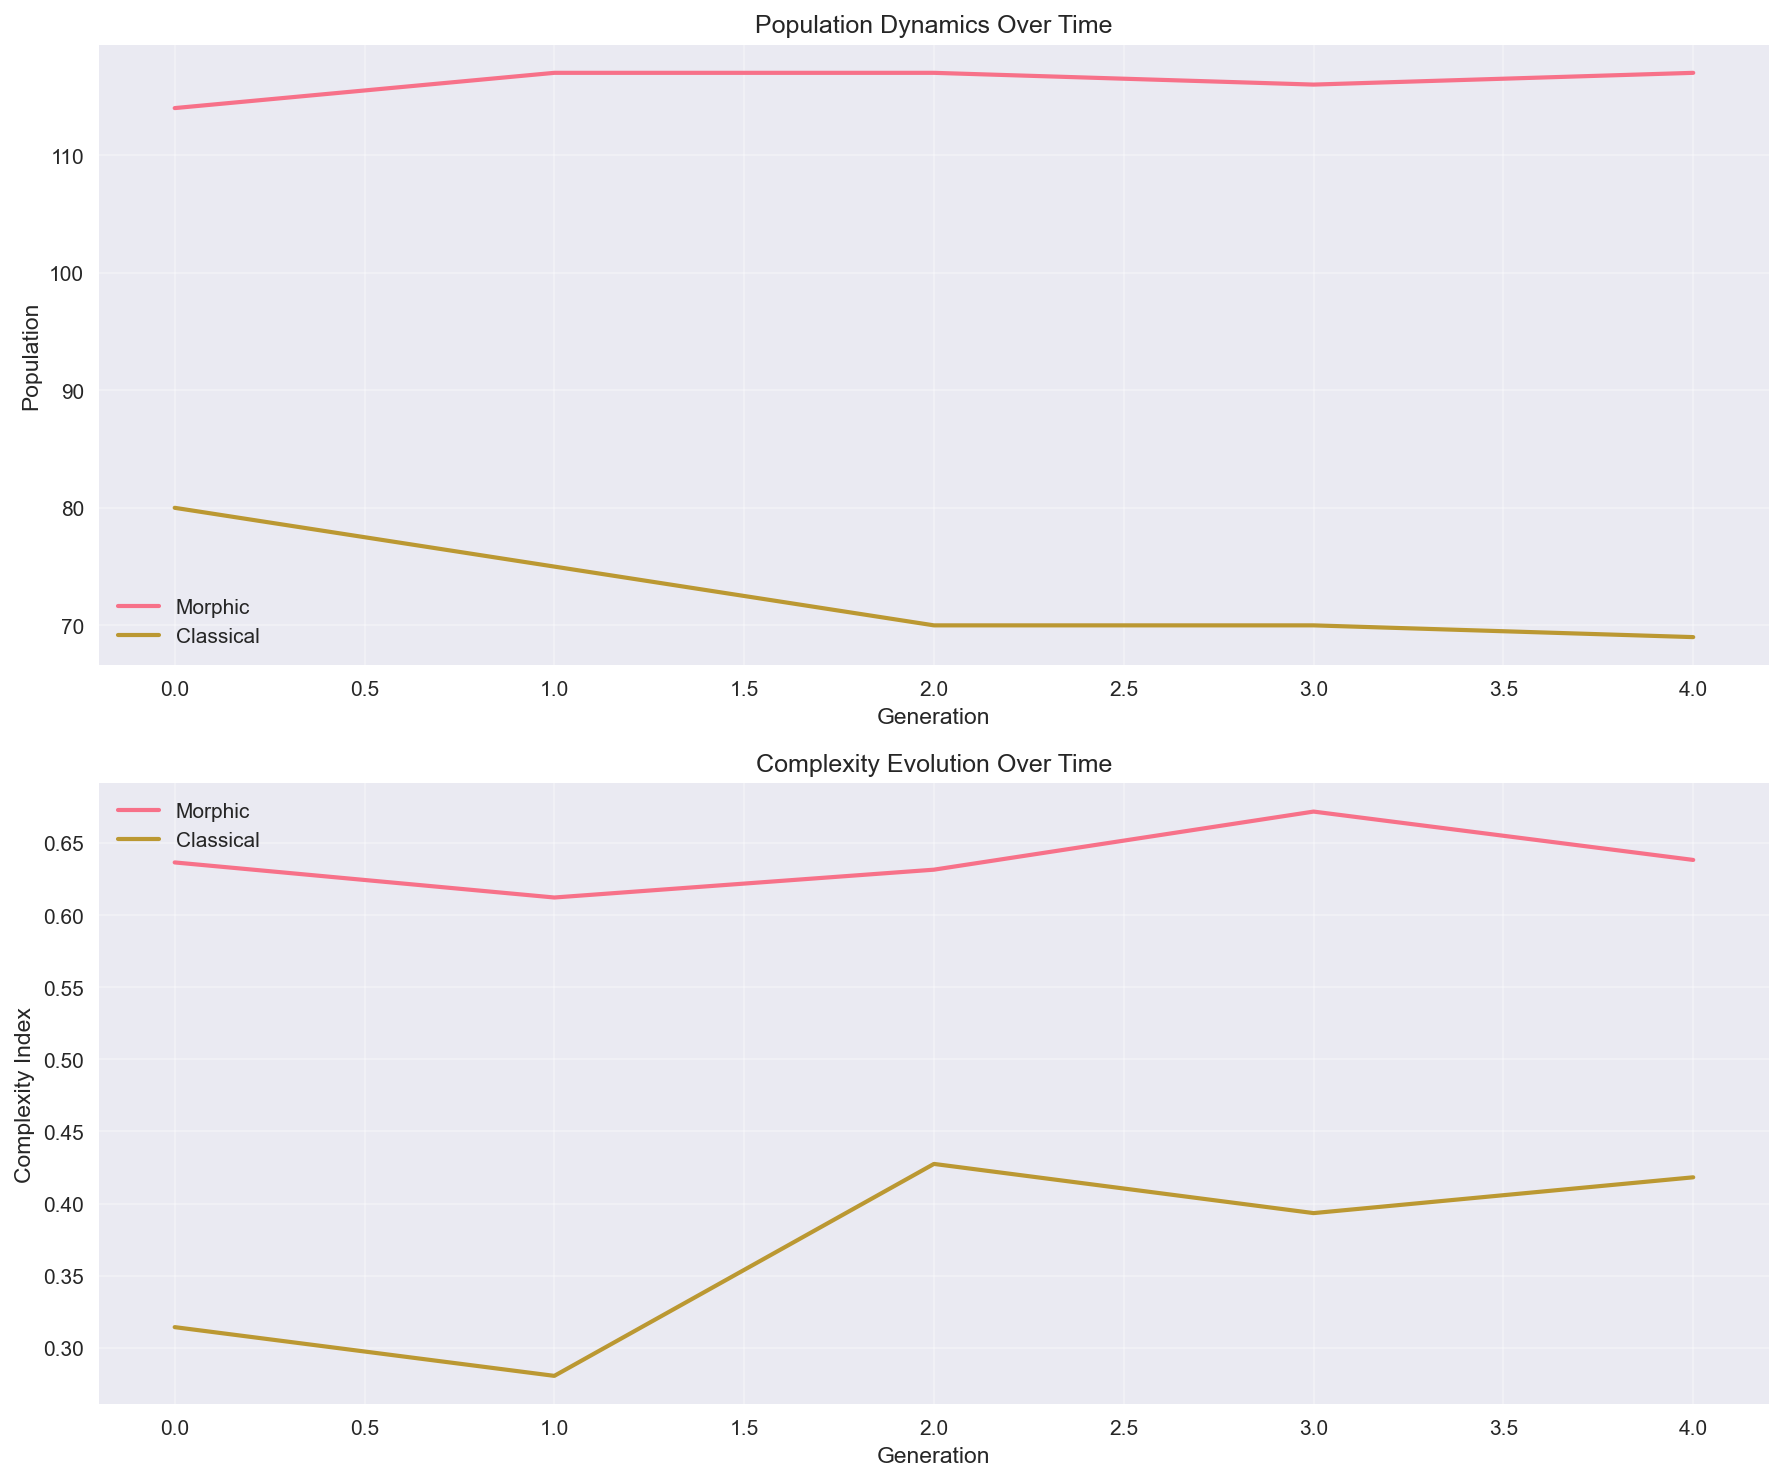 Population Dynamics Over Time
Population
110
100
90
80
70
Morphic
Classical
0.0 0.5 1.0 1.5 2.0 2.5 3.0 3.5 4.0
Generation
Complexity Evolution Over Time
Complexity Index
Morphic
Classical
0.65
0.60
0.55
0.50
0.45
0.40
0.35
0.30
0.0 0.5 1.0 1.5 2.0 2.5 3.0 3.5 4.0
Generation